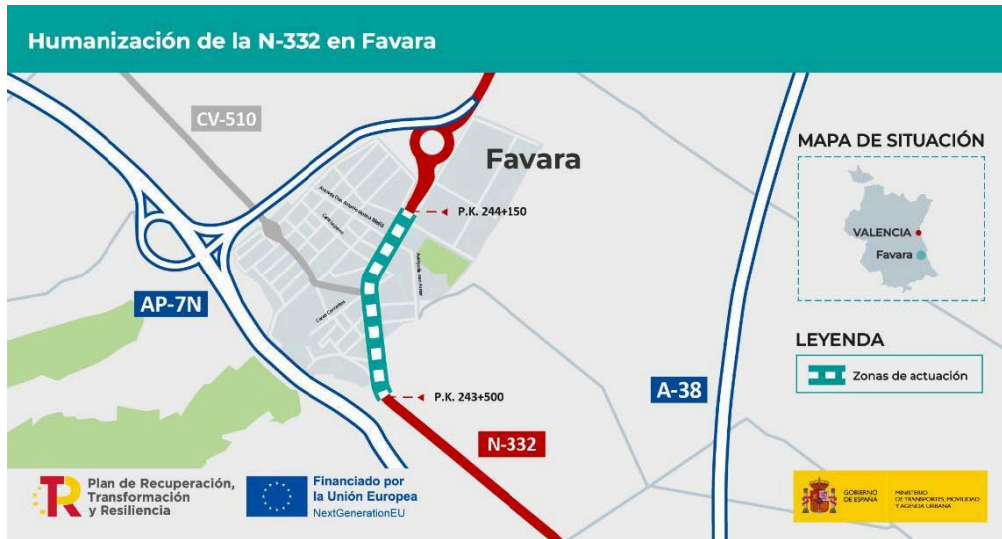 Humanización de la N-332 en Favara
CV-510
Favara
MAPA DE SITUACIÓN
P.K. 244+150
VALENCIA
Favara
AP-7N
LEYENDA
Zonas de actuación
A-38
P.K. 243+500
N-332
Plan de Recuperación,
Transformación
y Resiliencia
Financiado por
la Unión Europea
NextGenerationEU
GOBIERNO
DE ESPAÑA
MINISTERIO
DE TRANSPORTES, MOVILIDAD
Y AGENDA URBANA